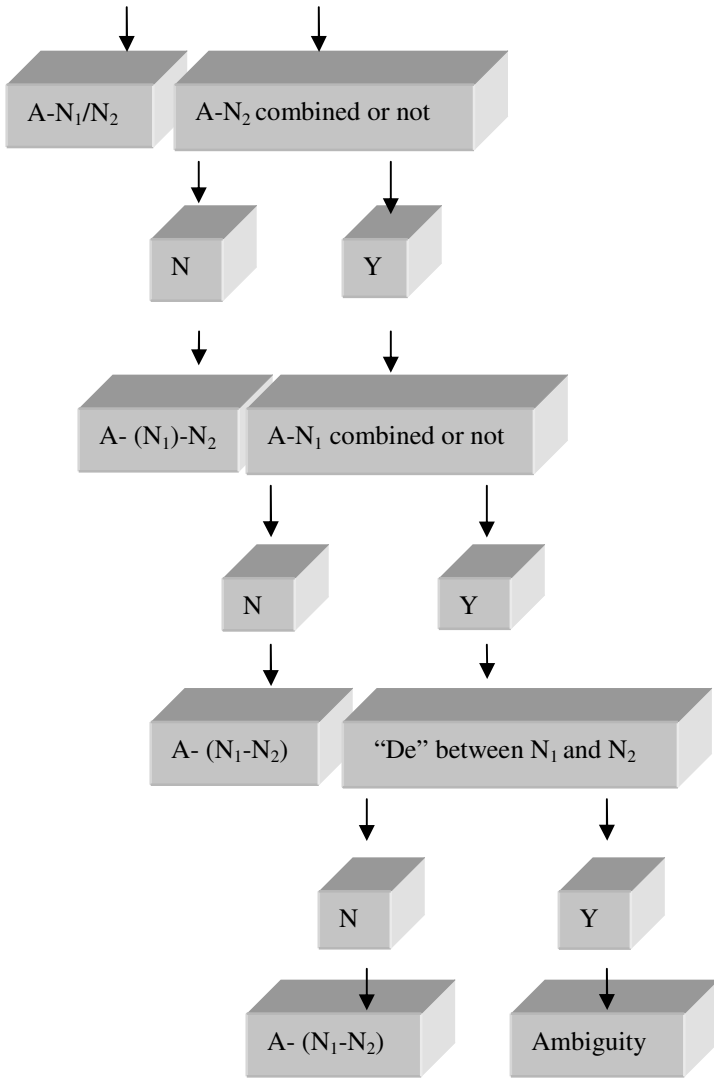 A-N₁/N₂
A-N₂ combined or not
N
Y
A- (N₁)-N₂
A-N₁ combined or not
N
Y
A- (N₁-N₂)
“De” between N₁ and N₂
N
Y
A- (N₁-N₂)
Ambiguity